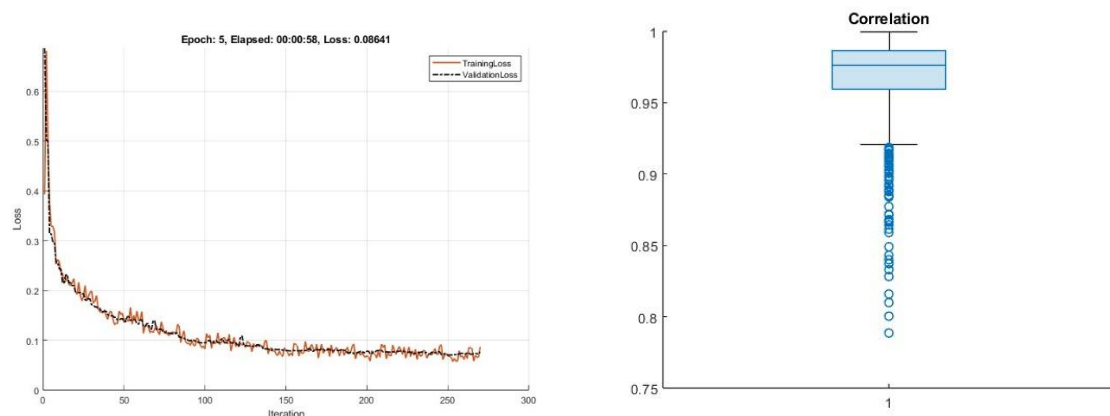 Epoch: 5, Elapsed: 00:00:58, Loss: 0.08641
TrainingLoss
ValidationLoss
0.6
0.5
0.4
0.3
0.2
0.1
0
Loss
0 50 100 150 200 250 300
Iteration
Correlation
1
0.95
0.9
0.85
0.8
0.75
1